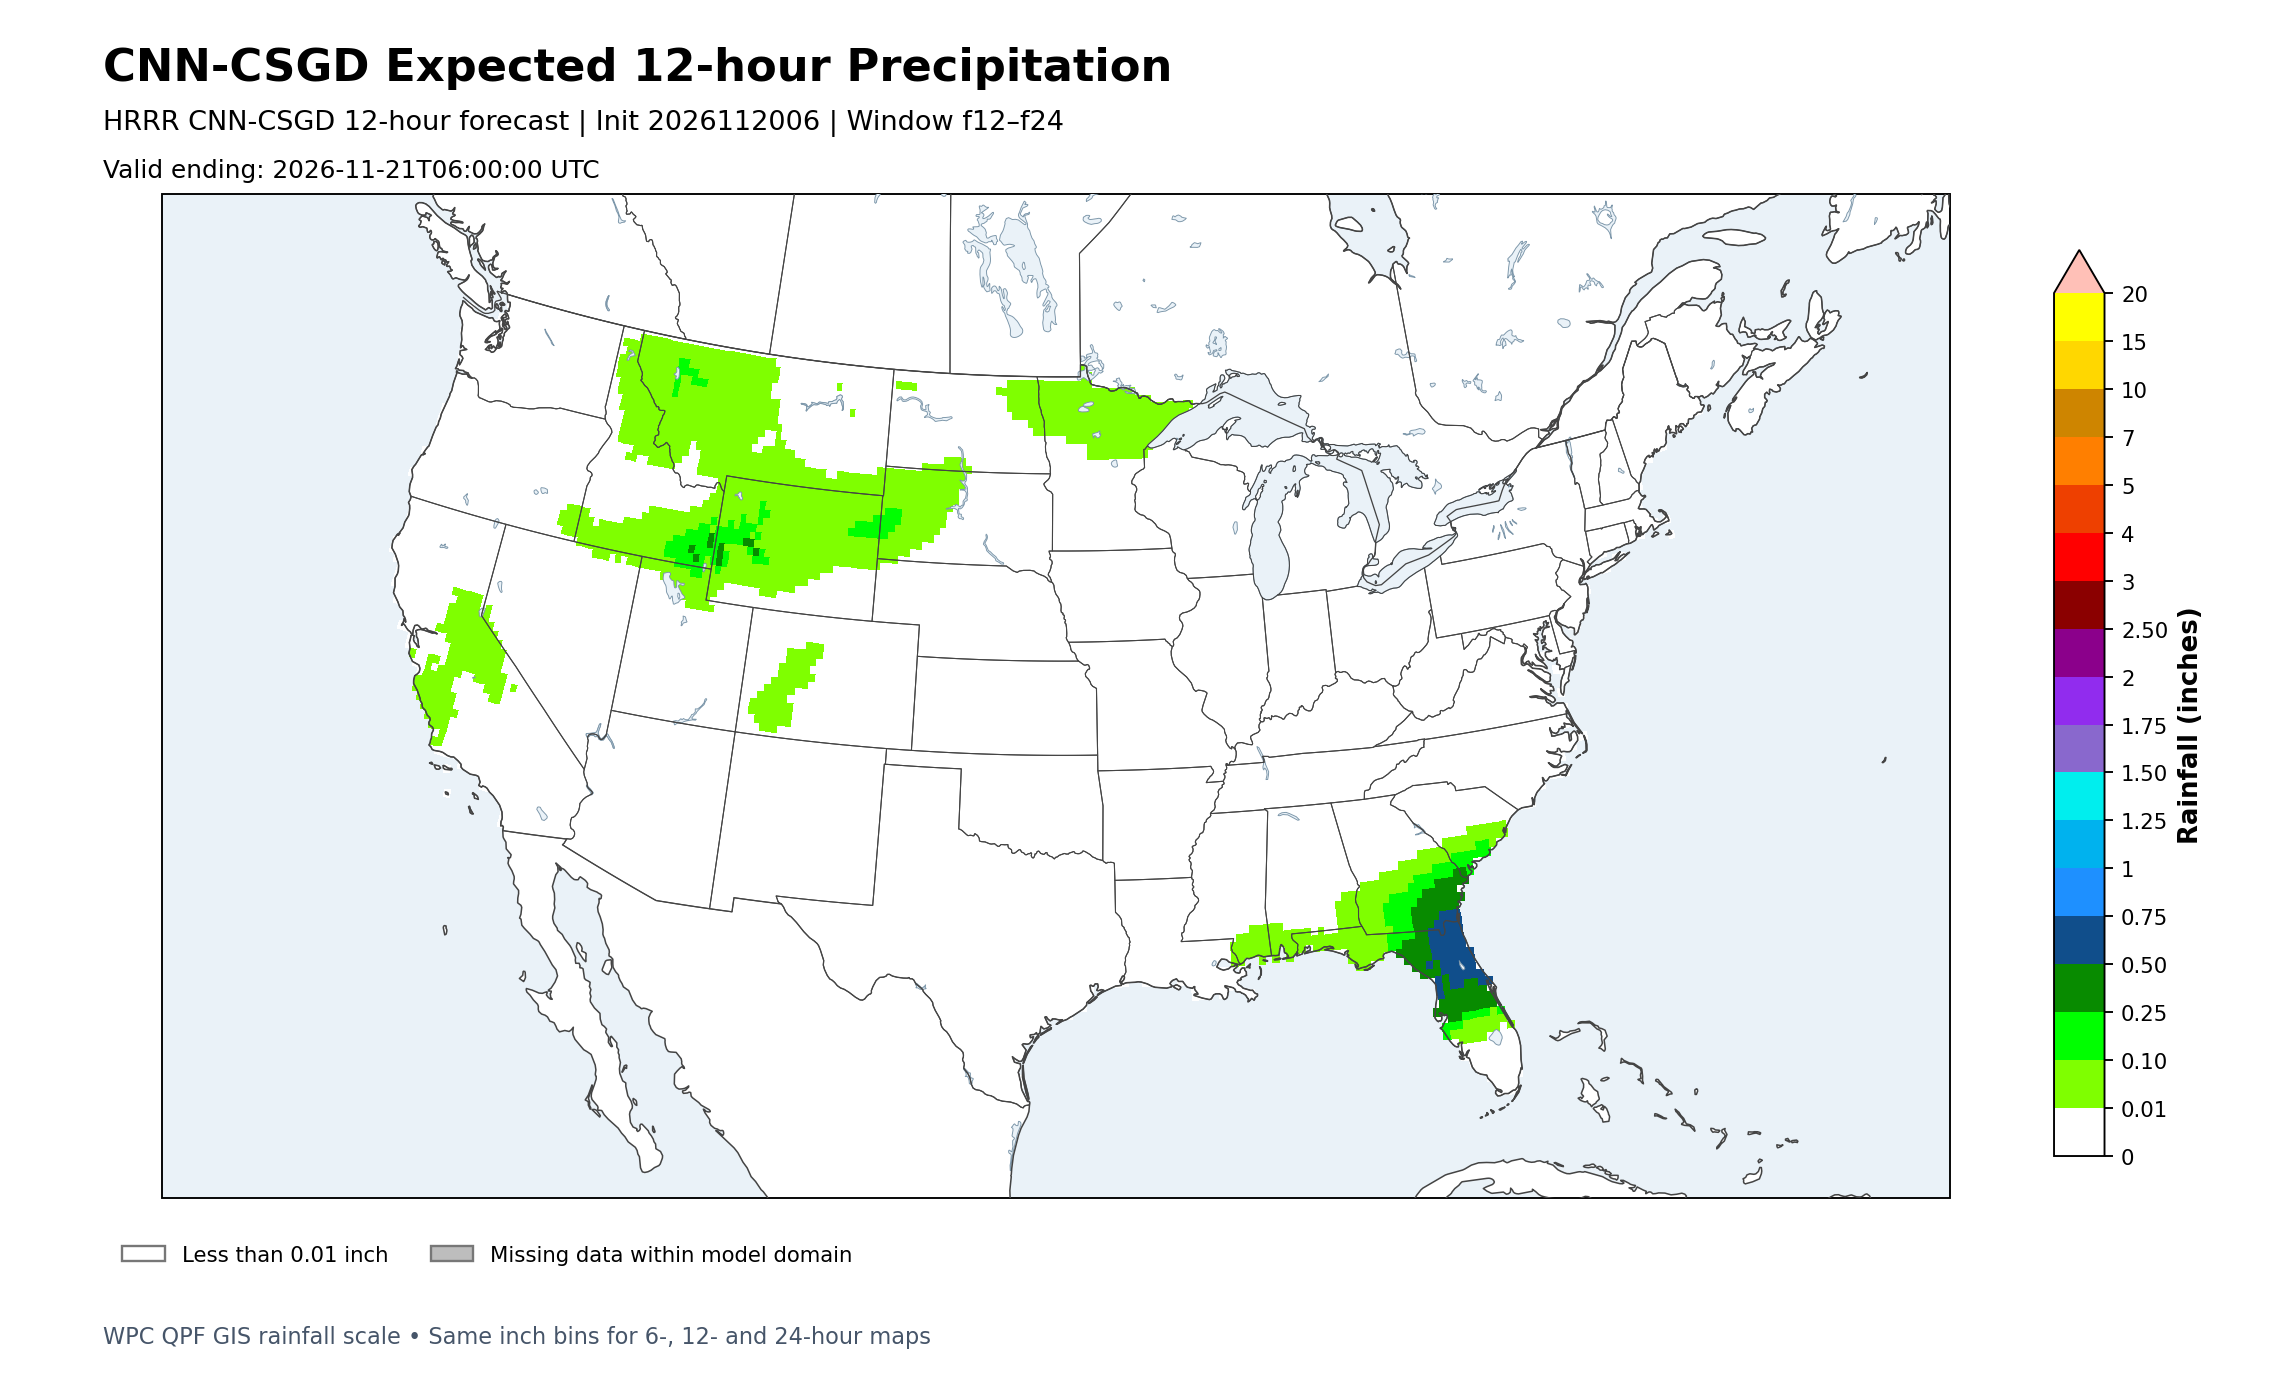 CNN-CSGD Expected 12-hour Precipitation
HRRR CNN-CSGD 12-hour forecast | Init 2026112006 | Window f12–f24
Valid ending: 2026-11-21T06:00:00 UTC
20
15
10
7
5
4
3
2.50
2
1.75
1.50
1.25
1
0.75
0.50
0.25
0.10
0.01
0
Rainfall (inches)
Less than 0.01 inch
Missing data within model domain
WPC QPF GIS rainfall scale • Same inch bins for 6-, 12- and 24-hour maps